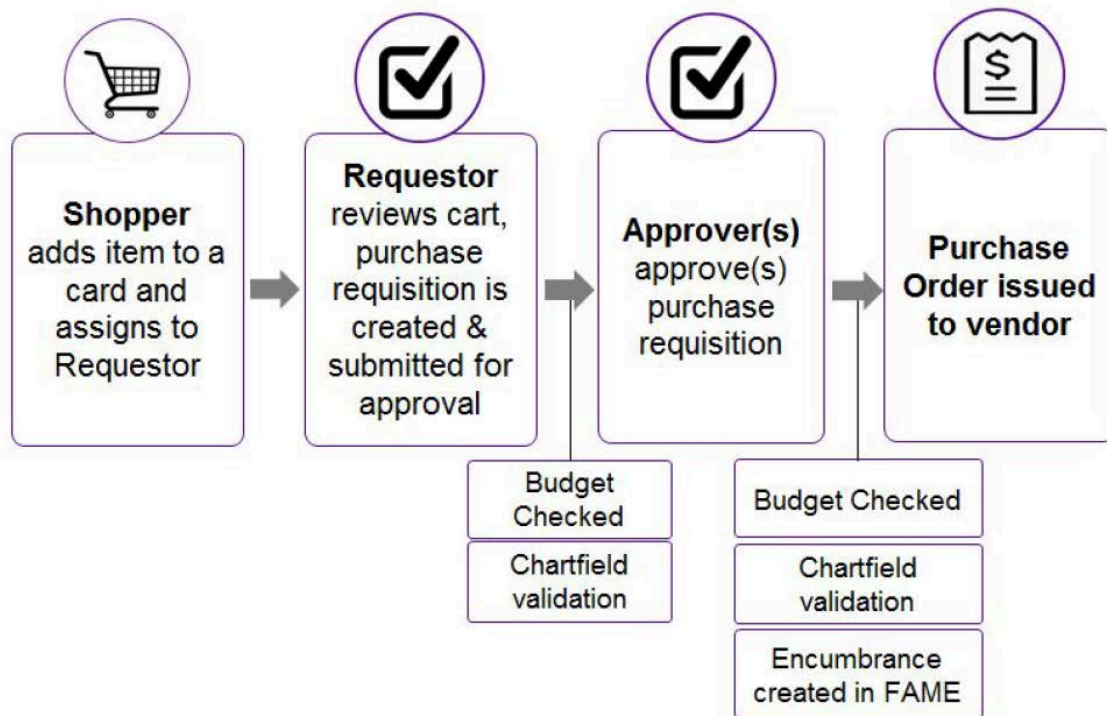 Shopper
adds item to a
card and
assigns to
Requestor
Requestor
reviews cart,
purchase
requisition is
created &
submitted for
approval
Approver(s)
approve(s)
purchase
requisition
$
Purchase
Order issued
to vendor
Budget
Checked
Chartfield
validation
Budget Checked
Chartfield
validation
Encumbrance
created in FAME